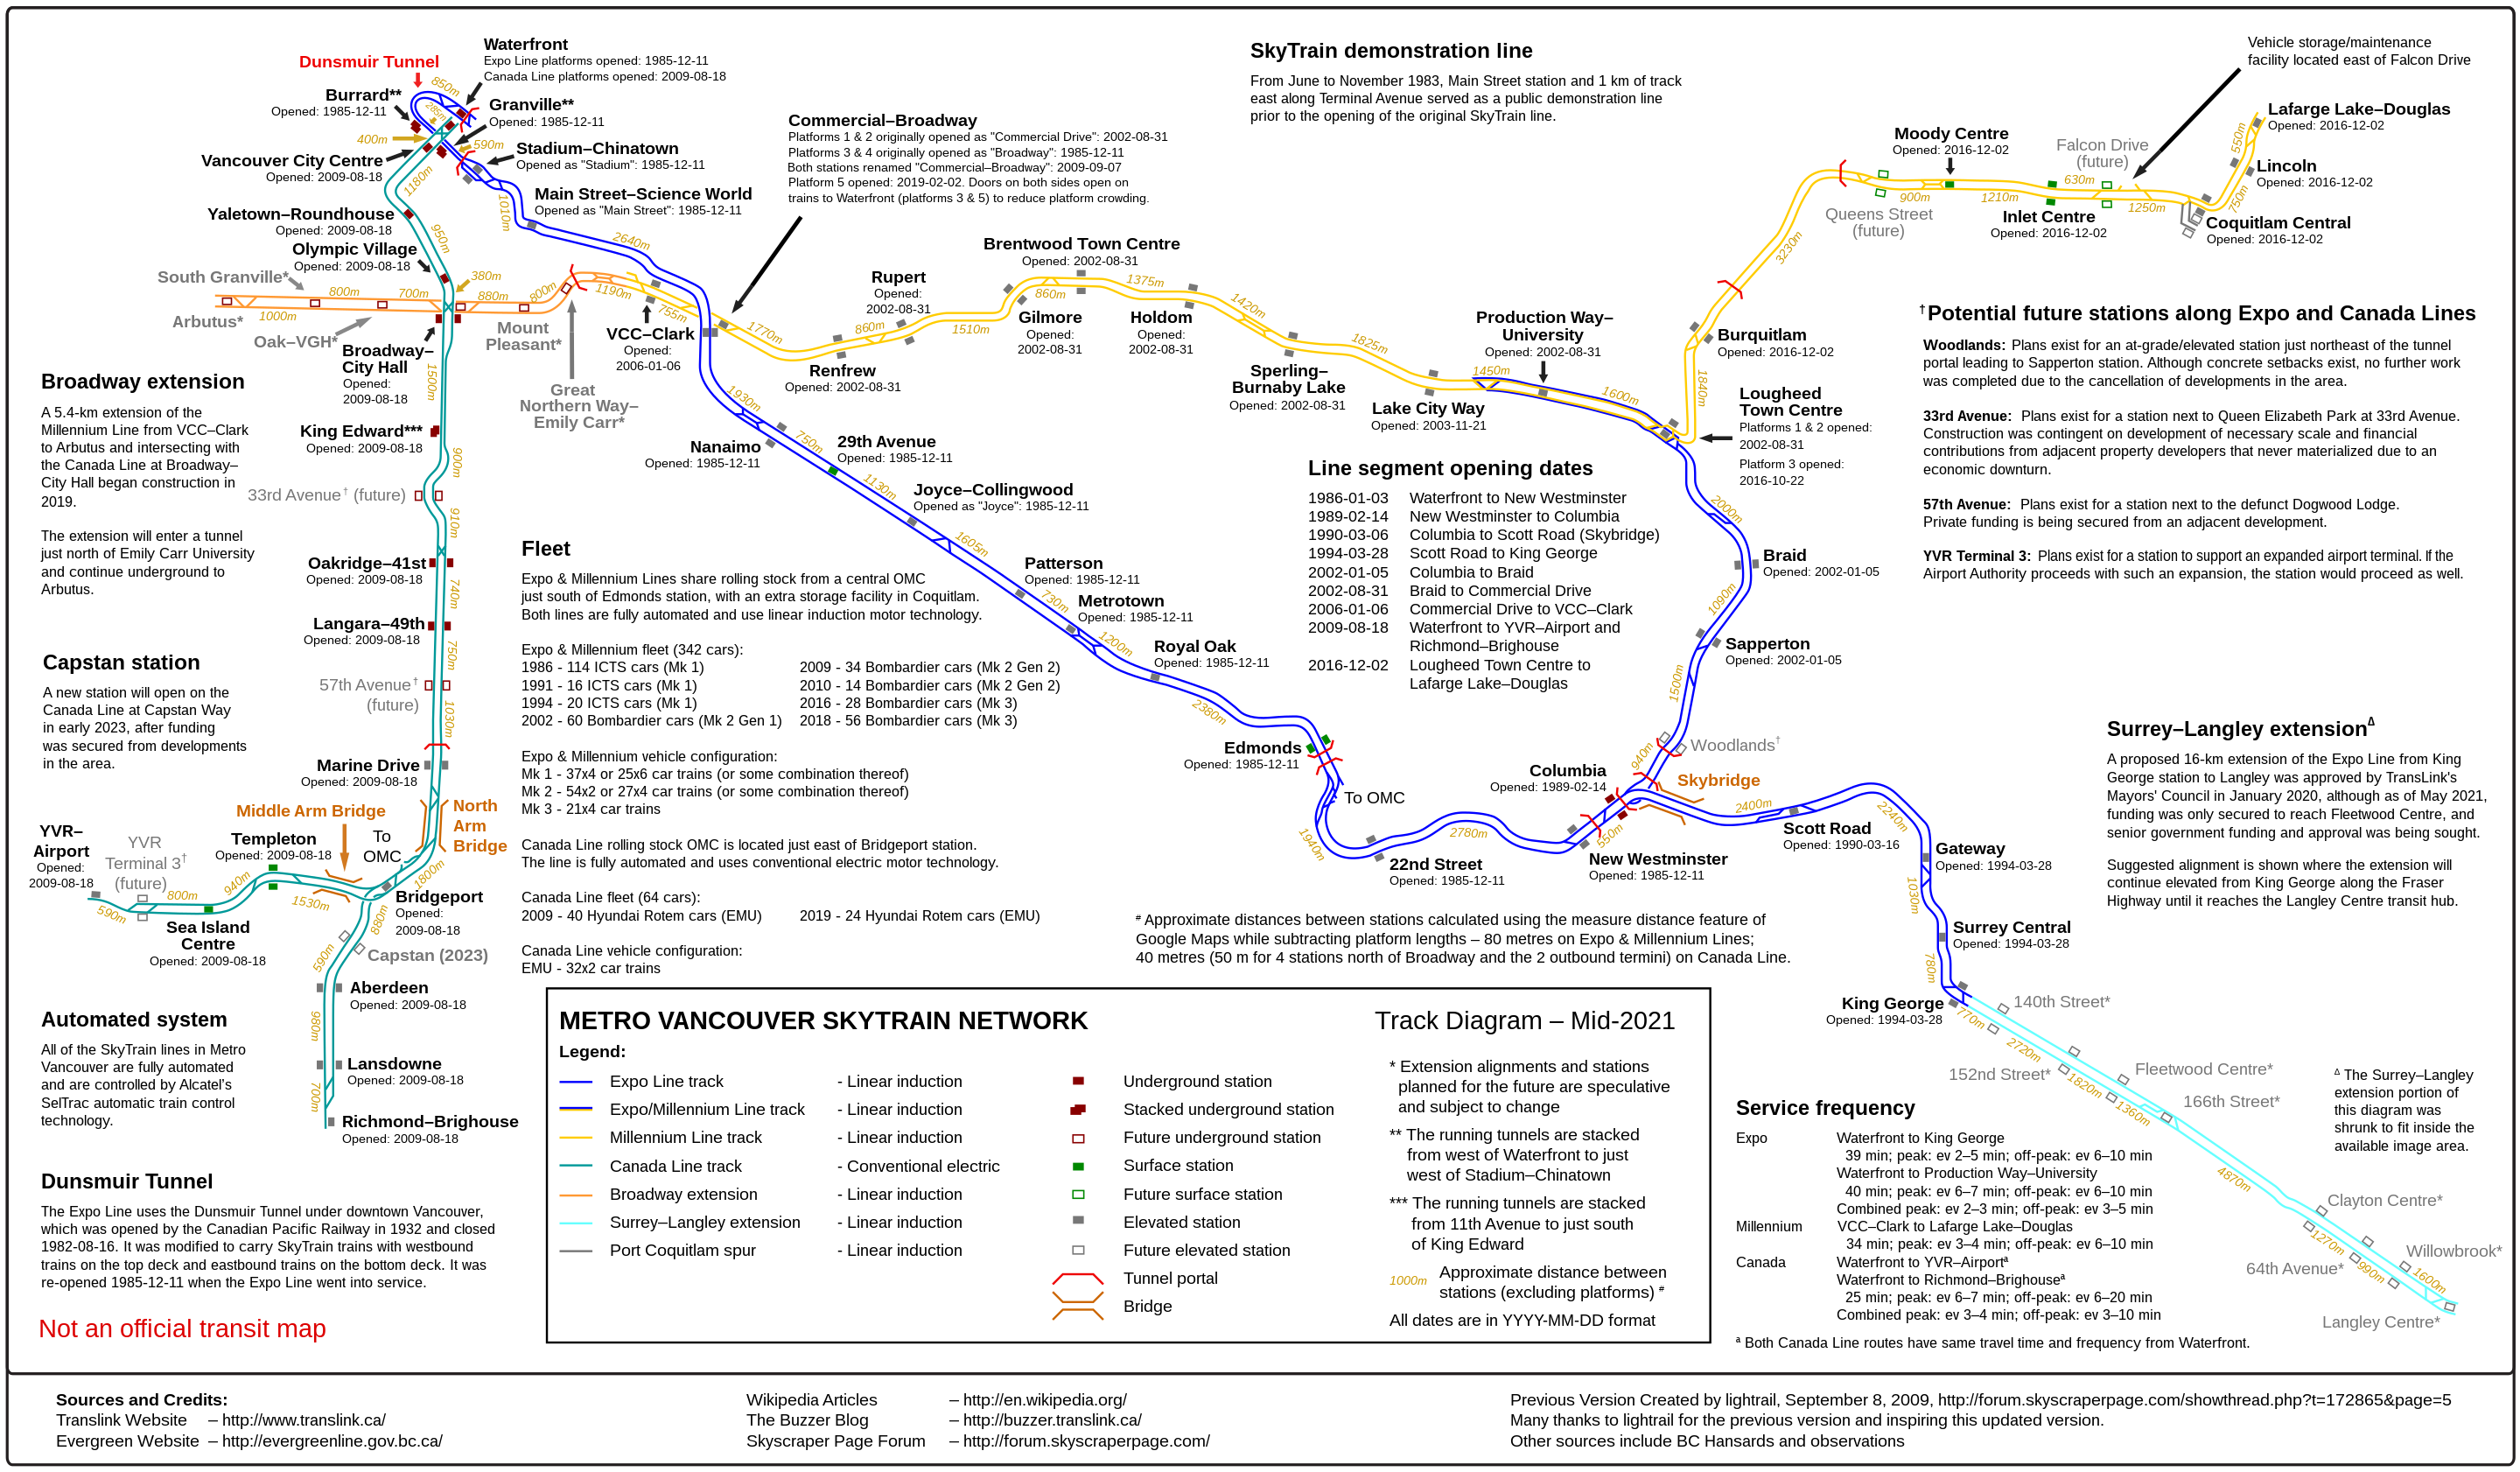 Dunsmuir Tunnel
Waterfront
Expo Line platforms opened: 1985-12-11
Canada Line platforms opened: 2009-08-18
Burrard**
Opened: 1985-12-11
850m
285m
Granville**
Opened: 1985-12-11
400m
590m
Vancouver City Centre
Opened: 2009-08-18
Stadium–Chinatown
Opened as "Stadium": 1985-12-11
1180m
Main Street–Science World
Opened as "Main Street": 1985-12-11
1010m
Yaletown–Roundhouse
Opened: 2009-08-18
950m
Olympic Village
Opened: 2009-08-18
2640m
380m
South Granville*
800m
700m
880m
800m
1190m
755m
Arbutus*
1000m
Oak–VGH*
Mount
Pleasant*
Great
Northern Way–
Emily Carr*
VCC–Clark
Opened:
2006-01-06
Broadway–
City Hall
Opened:
2009-08-18
1500m
Commercial–Broadway
Platforms 1 & 2 originally opened as "Commercial Drive": 2002-08-31
Platforms 3 & 4 originally opened as "Broadway": 1985-12-11
Both stations renamed "Commercial–Broadway": 2009-09-07
Platform 5 opened: 2019-02-02. Doors on both sides open on
trains to Waterfront (platforms 3 & 5) to reduce platform crowding.
SkyTrain demonstration line
From June to November 1983, Main Street station and 1 km of track
east along Terminal Avenue served as a public demonstration line
prior to the opening of the original SkyTrain line.
Vehicle storage/maintenance
facility located east of Falcon Drive
Lafarge Lake–Douglas
Opened: 2016-12-02
550m
Lincoln
Opened: 2016-12-02
750m
Coquitlam Central
Opened: 2016-12-02
1250m
Falcon Drive
(future)
630m
Inlet Centre
Opened: 2016-12-02
1210m
Moody Centre
Opened: 2016-12-02
900m
Queens Street
(future)
3230m
Burquitlam
Opened: 2016-12-02
1840m
Lougheed
Town Centre
Platforms 1 & 2 opened:
2002-08-31
Platform 3 opened:
2016-10-22
1770m
Renfrew
Opened: 2002-08-31
860m
Rupert
Opened:
2002-08-31
1510m
Gilmore
Opened:
2002-08-31
860m
Brentwood Town Centre
Opened: 2002-08-31
1375m
Holdom
Opened:
2002-08-31
1420m
Sperling–
Burnaby Lake
Opened: 2002-08-31
1825m
Lake City Way
Opened: 2003-11-21
1450m
Production Way–
University
Opened: 2002-08-31
1600m
†Potential future stations along Expo and Canada Lines
Woodlands: Plans exist for an at-grade/elevated station just northeast of the tunnel
portal leading to Sapperton station. Although concrete setbacks exist, no further work
was completed due to the cancellation of developments in the area.
33rd Avenue: Plans exist for a station next to Queen Elizabeth Park at 33rd Avenue.
Construction was contingent on development of necessary scale and financial
contributions from adjacent property developers that never materialized due to an
economic downturn.
57th Avenue: Plans exist for a station next to the defunct Dogwood Lodge.
Private funding is being secured from an adjacent development.
YVR Terminal 3: Plans exist for a station to support an expanded airport terminal. If the
Airport Authority proceeds with such an expansion, the station would proceed as well.
Broadway extension
A 5.4-km extension of the
Millennium Line from VCC–Clark
to Arbutus and intersecting with
the Canada Line at Broadway–
City Hall began construction in
2019.
The extension will enter a tunnel
just north of Emily Carr University
and continue underground to
Arbutus.
King Edward***
Opened: 2009-08-18
900m
33rd Avenue† (future)
910m
Oakridge–41st
Opened: 2009-08-18
740m
Langara–49th
Opened: 2009-08-18
750m
57th Avenue†
(future)
1030m
Marine Drive
Opened: 2009-08-18
North
Arm
Bridge
Middle Arm Bridge
To
OMC
1800m
Bridgeport
Opened:
2009-08-18
Templeton
Opened: 2009-08-18
1530m
940m
YVR–
Airport
Opened:
2009-08-18
YVR
Terminal 3†
(future)
590m
800m
Sea Island
Centre
Opened: 2009-08-18
880m
Capstan (2023)
590m
Aberdeen
Opened: 2009-08-18
980m
Lansdowne
Opened: 2009-08-18
700m
Richmond–Brighouse
Opened: 2009-08-18
Capstan station
A new station will open on the
Canada Line at Capstan Way
in early 2023, after funding
was secured from developments
in the area.
Automated system
All of the SkyTrain lines in Metro
Vancouver are fully automated
and are controlled by Alcatel's
SelTrac automatic train control
technology.
Dunsmuir Tunnel
The Expo Line uses the Dunsmuir Tunnel under downtown Vancouver,
which was opened by the Canadian Pacific Railway in 1932 and closed
1982-08-16. It was modified to carry SkyTrain trains with westbound
trains on the top deck and eastbound trains on the bottom deck. It was
re-opened 1985-12-11 when the Expo Line went into service.
Not an official transit map
1930m
Nanaimo
Opened: 1985-12-11
750m
29th Avenue
Opened: 1985-12-11
1130m
Joyce–Collingwood
Opened as "Joyce": 1985-12-11
1605m
Patterson
Opened: 1985-12-11
730m
Metrotown
Opened: 1985-12-11
1200m
Royal Oak
Opened: 1985-12-11
2380m
Edmonds
Opened: 1985-12-11
To OMC
1940m
22nd Street
Opened: 1985-12-11
2780m
New Westminster
Opened: 1985-12-11
550m
Columbia
Opened: 1989-02-14
Skybridge
940m
Woodlands†
1500m
Sapperton
Opened: 2002-01-05
1090m
Braid
Opened: 2002-01-05
2000m
2400m
Scott Road
Opened: 1990-03-16
2240m
Gateway
Opened: 1994-03-28
1030m
Surrey Central
Opened: 1994-03-28
780m
King George
Opened: 1994-03-28
Fleet
Expo & Millennium Lines share rolling stock from a central OMC
just south of Edmonds station, with an extra storage facility in Coquitlam.
Both lines are fully automated and use linear induction motor technology.
Expo & Millennium fleet (342 cars):
1986 - 114 ICTS cars (Mk 1) 2009 - 34 Bombardier cars (Mk 2 Gen 2)
1991 - 16 ICTS cars (Mk 1) 2010 - 14 Bombardier cars (Mk 2 Gen 2)
1994 - 20 ICTS cars (Mk 1) 2016 - 28 Bombardier cars (Mk 3)
2002 - 60 Bombardier cars (Mk 2 Gen 1) 2018 - 56 Bombardier cars (Mk 3)
Expo & Millennium vehicle configuration:
Mk 1 - 37x4 or 25x6 car trains (or some combination thereof)
Mk 2 - 54x2 or 27x4 car trains (or some combination thereof)
Mk 3 - 21x4 car trains
Canada Line rolling stock OMC is located just east of Bridgeport station.
The line is fully automated and uses conventional electric motor technology.
Canada Line fleet (64 cars):
2009 - 40 Hyundai Rotem cars (EMU) 2019 - 24 Hyundai Rotem cars (EMU)
Canada Line vehicle configuration:
EMU - 32x2 car trains
Line segment opening dates
1986-01-03 Waterfront to New Westminster
1989-02-14 New Westminster to Columbia
1990-03-06 Columbia to Scott Road (Skybridge)
1994-03-28 Scott Road to King George
2002-01-05 Columbia to Braid
2002-08-31 Braid to Commercial Drive
2006-01-06 Commercial Drive to VCC–Clark
2009-08-18 Waterfront to YVR–Airport and
Richmond–Brighouse
2016-12-02 Lougheed Town Centre to
Lafarge Lake–Douglas
Surrey–Langley extensionΔ
A proposed 16-km extension of the Expo Line from King
George station to Langley was approved by TransLink's
Mayors' Council in January 2020, although as of May 2021,
funding was only secured to reach Fleetwood Centre, and
senior government funding and approval was being sought.
Suggested alignment is shown where the extension will
continue elevated from King George along the Fraser
Highway until it reaches the Langley Centre transit hub.
# Approximate distances between stations calculated using the measure distance feature of
Google Maps while subtracting platform lengths – 80 metres on Expo & Millennium Lines;
40 metres (50 m for 4 stations north of Broadway and the 2 outbound termini) on Canada Line.
770m
140th Street*
2720m
152nd Street*
1820m
Fleetwood Centre*
1360m
166th Street*
4870m
Clayton Centre*
1270m
64th Avenue*
990m
Willowbrook*
1600m
Langley Centre*
Δ The Surrey–Langley
extension portion of
this diagram was
shrunk to fit inside the
available image area.
METRO VANCOUVER SKYTRAIN NETWORK
Track Diagram – Mid-2021
Legend:
Expo Line track - Linear induction
Expo/Millennium Line track - Linear induction
Millennium Line track - Linear induction
Canada Line track - Conventional electric
Broadway extension - Linear induction
Surrey–Langley extension - Linear induction
Port Coquitlam spur - Linear induction
Underground station
Stacked underground station
Future underground station
Surface station
Future surface station
Elevated station
Future elevated station
Tunnel portal
Bridge
* Extension alignments and stations
planned for the future are speculative
and subject to change
** The running tunnels are stacked
from west of Waterfront to just
west of Stadium–Chinatown
*** The running tunnels are stacked
from 11th Avenue to just south
of King Edward
1000m Approximate distance between
stations (excluding platforms) #
All dates are in YYYY-MM-DD format
Service frequency
Expo Waterfront to King George
39 min; peak: ev 2–5 min; off-peak: ev 6–10 min
Waterfront to Production Way–University
40 min; peak: ev 6–7 min; off-peak: ev 6–10 min
Combined peak: ev 2–3 min; off-peak: ev 3–5 min
Millennium VCC–Clark to Lafarge Lake–Douglas
34 min; peak: ev 3–4 min; off-peak: ev 6–10 min
Canada Waterfront to YVR–Airportª
Waterfront to Richmond–Brighouseª
25 min; peak: ev 6–7 min; off-peak: ev 6–20 min
Combined peak: ev 3–4 min; off-peak: ev 3–10 min
ª Both Canada Line routes have same travel time and frequency from Waterfront.
Sources and Credits:
Translink Website – http://www.translink.ca/
Evergreen Website – http://evergreenline.gov.bc.ca/
Wikipedia Articles – http://en.wikipedia.org/
The Buzzer Blog – http://buzzer.translink.ca/
Skyscraper Page Forum – http://forum.skyscraperpage.com/
Previous Version Created by lightrail, September 8, 2009, http://forum.skyscraperpage.com/showthread.php?t=172865&page=5
Many thanks to lightrail for the previous version and inspiring this updated version.
Other sources include BC Hansards and observations